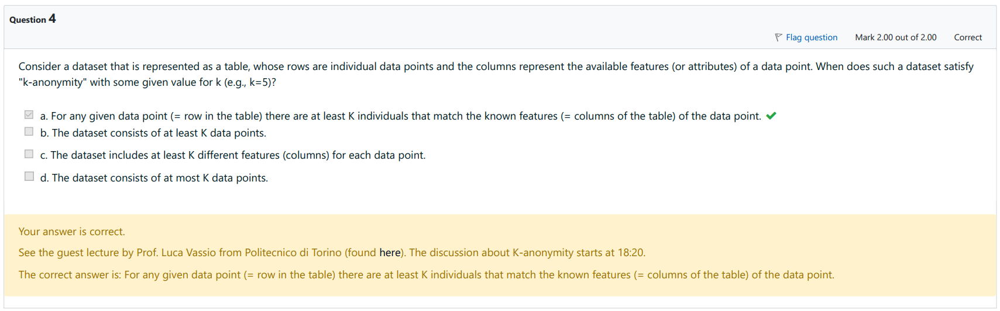 Question 4
Flag question Mark 2.00 out of 2.00 Correct
Consider a dataset that is represented as a table, whose rows are individual data points and the columns represent the available features (or attributes) of a data point. When does such a dataset satisfy
"k-anonymity" with some given value for k (e.g., k=5)?
a. For any given data point (= row in the table) there are at least K individuals that match the known features (= columns of the table) of the data point.
b. The dataset consists of at least K data points.
c. The dataset includes at least K different features (columns) for each data point.
d. The dataset consists of at most K data points.
Your answer is correct.
See the guest lecture by Prof. Luca Vassio from Politecnico di Torino (found here). The discussion about K-anonymity starts at 18:20.
The correct answer is: For any given data point (= row in the table) there are at least K individuals that match the known features (= columns of the table) of the data point.